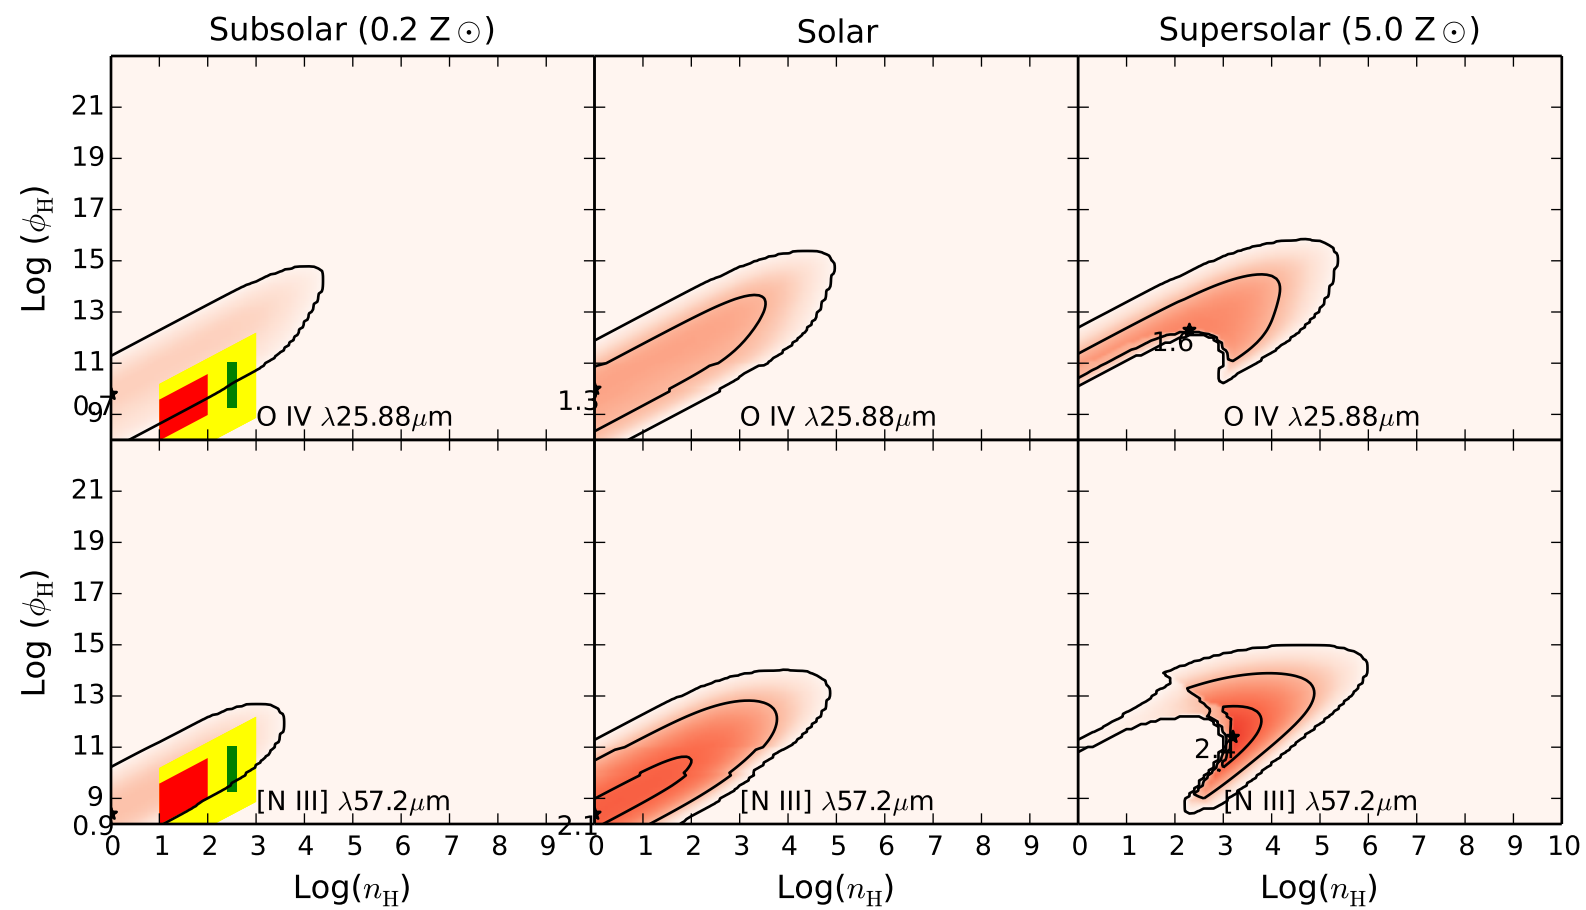 Subsolar (0.2 Z⊙)
Solar
Supersolar (5.0 Z⊙)
Log (ϕH)
21
19
17
15
13
11
9
0.7
1.3
1.6
O IV λ25.88μm
O IV λ25.88μm
O IV λ25.88μm
Log (ϕH)
21
19
17
15
13
11
9
0.9
2.1
[N III] λ57.2μm
[N III] λ57.2μm
[N III] λ57.2μm
0 1 2 3 4 5 6 7 8 9
0 1 2 3 4 5 6 7 8 9
0 1 2 3 4 5 6 7 8 9 10
Log(nH)
Log(nH)
Log(nH)